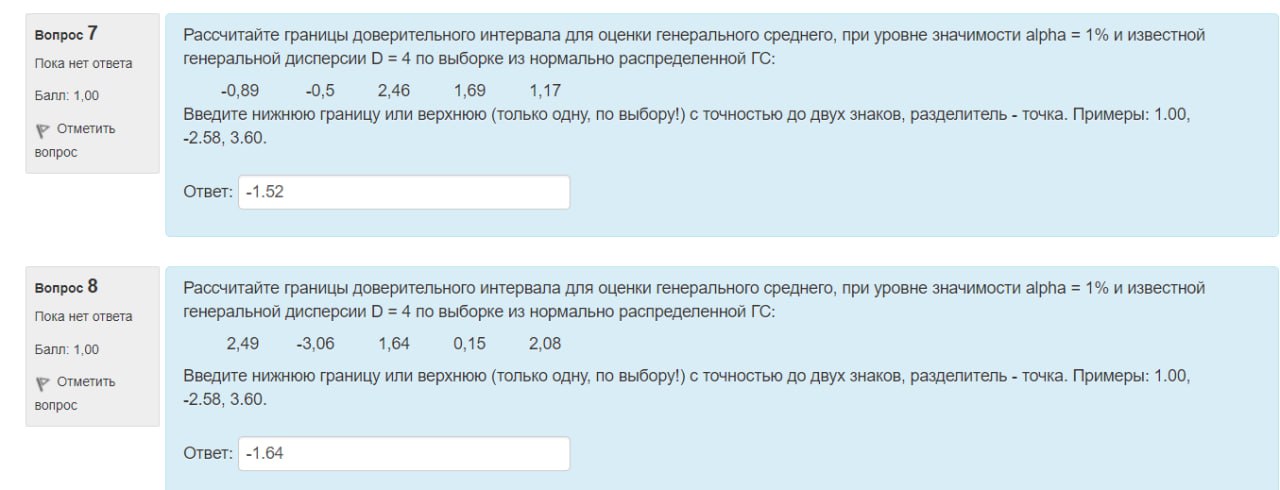 Вопрос 7
Пока нет ответа
Балл: 1,00
Отметить
вопрос
Рассчитайте границы доверительного интервала для оценки генерального среднего, при уровне значимости alpha = 1% и известной
генеральной дисперсии D = 4 по выборке из нормально распределенной ГС:
-0,89 -0,5 2,46 1,69 1,17
Введите нижнюю границу или верхнюю (только одну, по выбору!) с точностью до двух знаков, разделитель - точка. Примеры: 1.00,
-2.58, 3.60.
Ответ: -1.52
Вопрос 8
Пока нет ответа
Балл: 1,00
Отметить
вопрос
Рассчитайте границы доверительного интервала для оценки генерального среднего, при уровне значимости alpha = 1% и известной
генеральной дисперсии D = 4 по выборке из нормально распределенной ГС:
2,49 -3,06 1,64 0,15 2,08
Введите нижнюю границу или верхнюю (только одну, по выбору!) с точностью до двух знаков, разделитель - точка. Примеры: 1.00,
-2.58, 3.60.
Ответ: -1.64